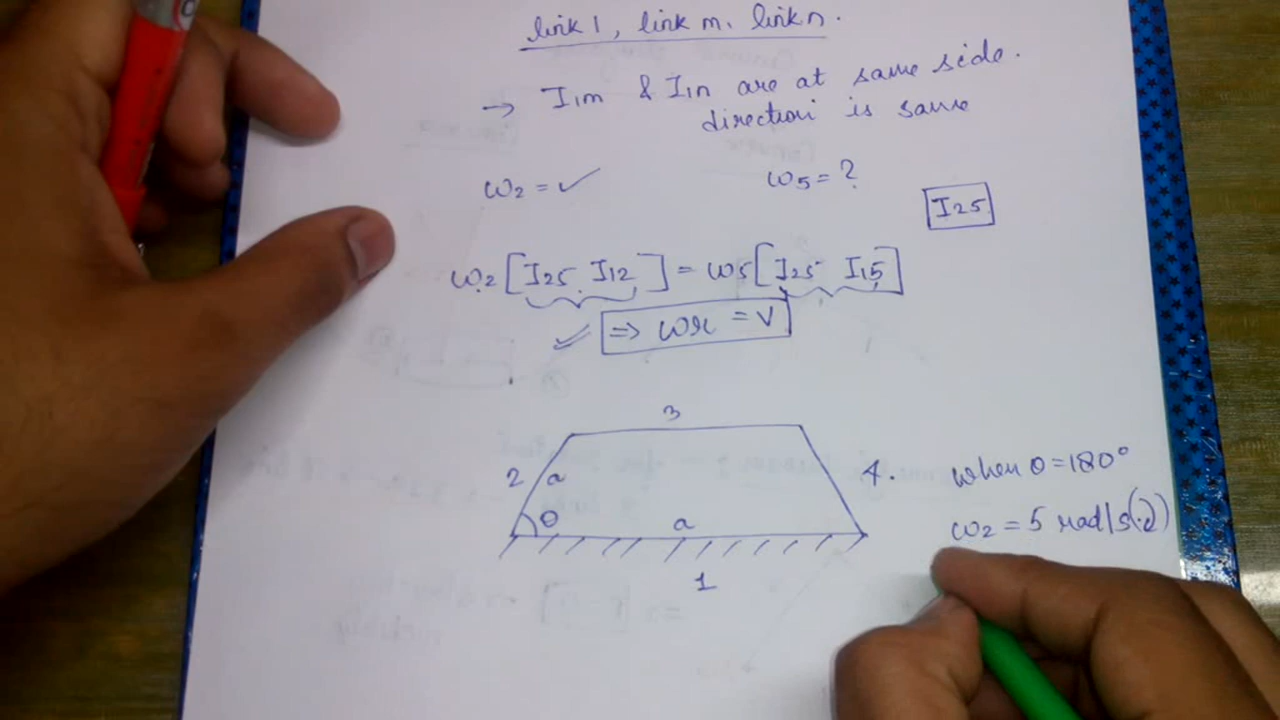 link 1, link m, link n.
→ I1m & I1n are at same side.
direction is same
ω2 = ✓ ω5 = ?
I25
ω2 [I25 I12] = ω5 [I25 I15]
✓ ⇒ ωr = V
3
2 a 4.
θ a
1
when θ = 180°
ω2 = 5 rad/s